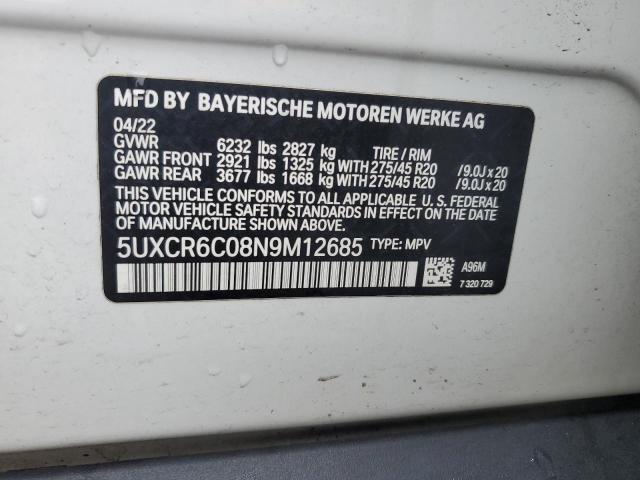 MFD BY BAYERISCHE MOTOREN WERKE AG
04/22
GVWR 6232 lbs 2827 kg TIRE / RIM
GAWR FRONT 2921 lbs 1325 kg WITH 275/45 R20 /9.0J x 20
GAWR REAR 3677 lbs 1668 kg WITH 275/45 R20 /9.0J x 20
THIS VEHICLE CONFORMS TO ALL APPLICABLE U. S. FEDERAL
MOTOR VEHICLE SAFETY STANDARDS IN EFFECT ON THE DATE
OF MANUFACTURE SHOWN ABOVE.
5UXCR6C08N9M12685 TYPE: MPV
A96M
7 320 729